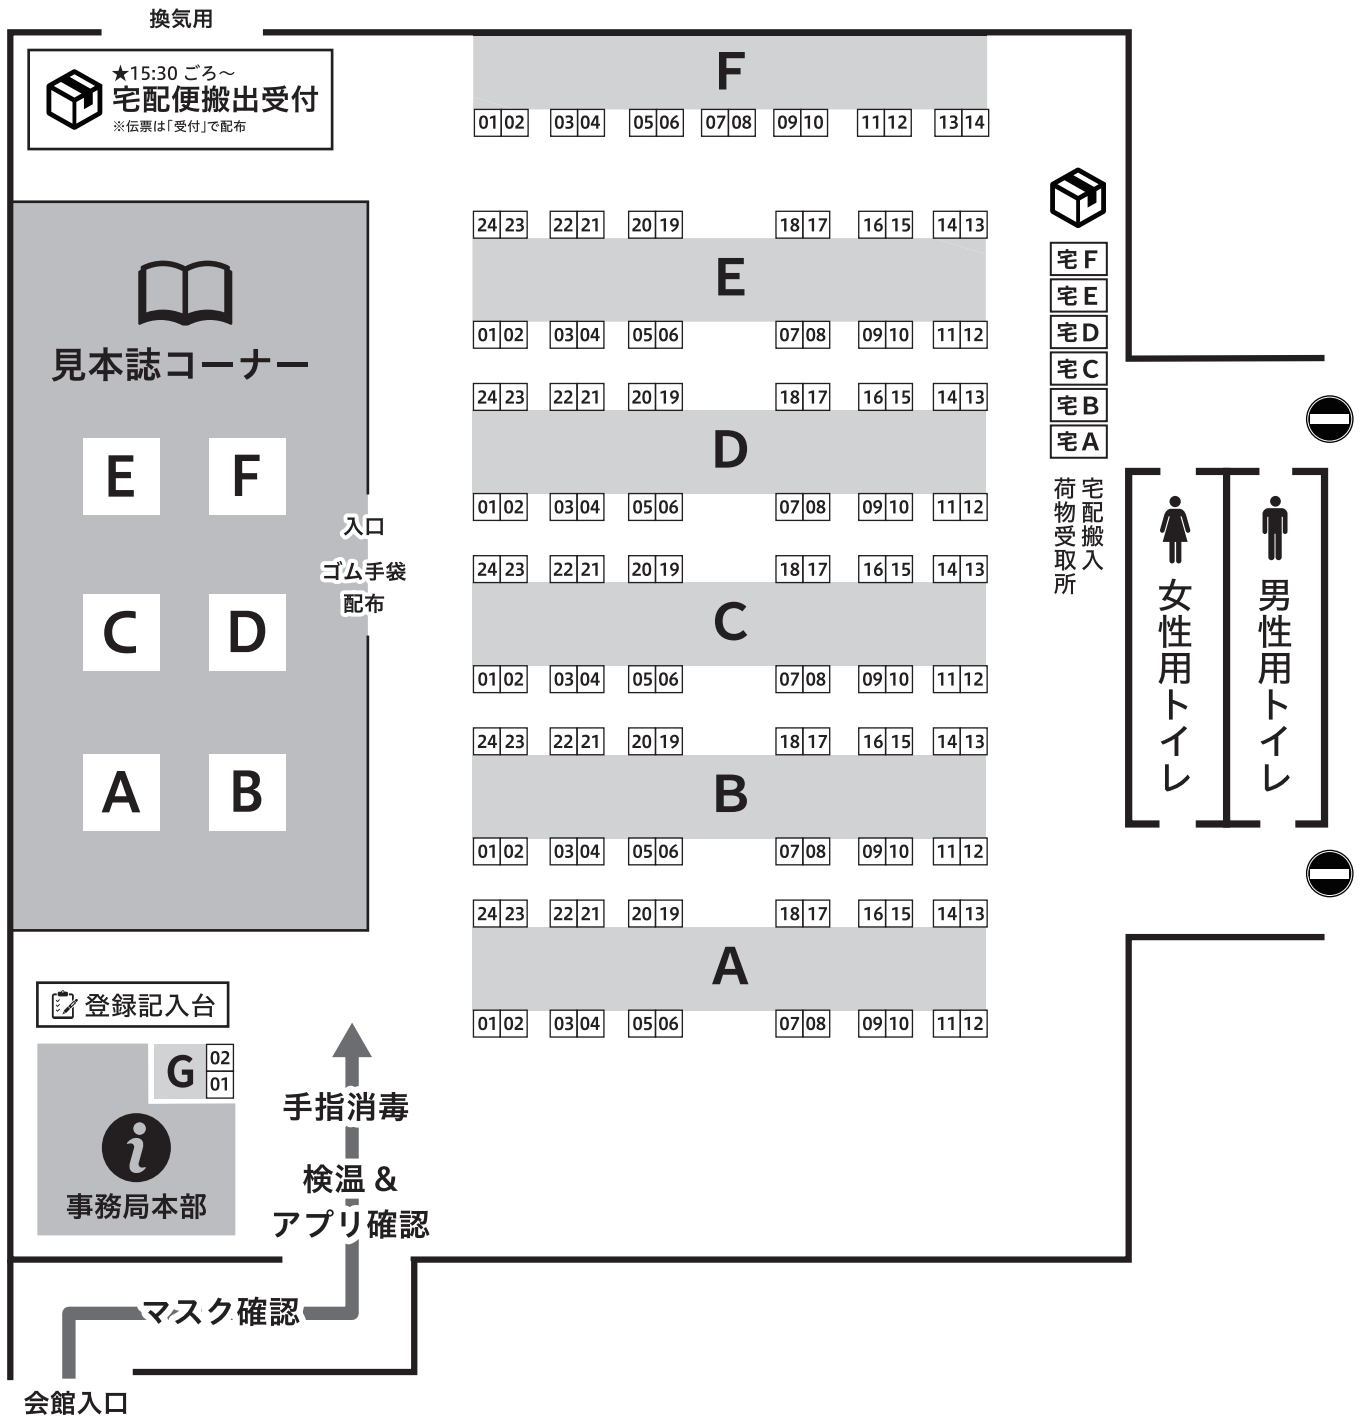 換気用
★15:30 ごろ～
宅配便搬出受付
※伝票は「受付」で配布
F
01 02 03 04 05 06 07 08 09 10 11 12 13 14
見本誌コーナー
E F
C D
A B
入口
ゴム手袋
配布
24 23 22 21 20 19 18 17 16 15 14 13
E
01 02 03 04 05 06 07 08 09 10 11 12
24 23 22 21 20 19 18 17 16 15 14 13
D
01 02 03 04 05 06 07 08 09 10 11 12
24 23 22 21 20 19 18 17 16 15 14 13
C
01 02 03 04 05 06 07 08 09 10 11 12
24 23 22 21 20 19 18 17 16 15 14 13
B
01 02 03 04 05 06 07 08 09 10 11 12
24 23 22 21 20 19 18 17 16 15 14 13
A
01 02 03 04 05 06 07 08 09 10 11 12
宅 F
宅 E
宅 D
宅 C
宅 B
宅 A
宅配搬入
荷物受取所
女性用トイレ
男性用トイレ
登録記入台
G
02
01
i
事務局本部
手指消毒
検温 &
アプリ確認
マスク確認
会館入口